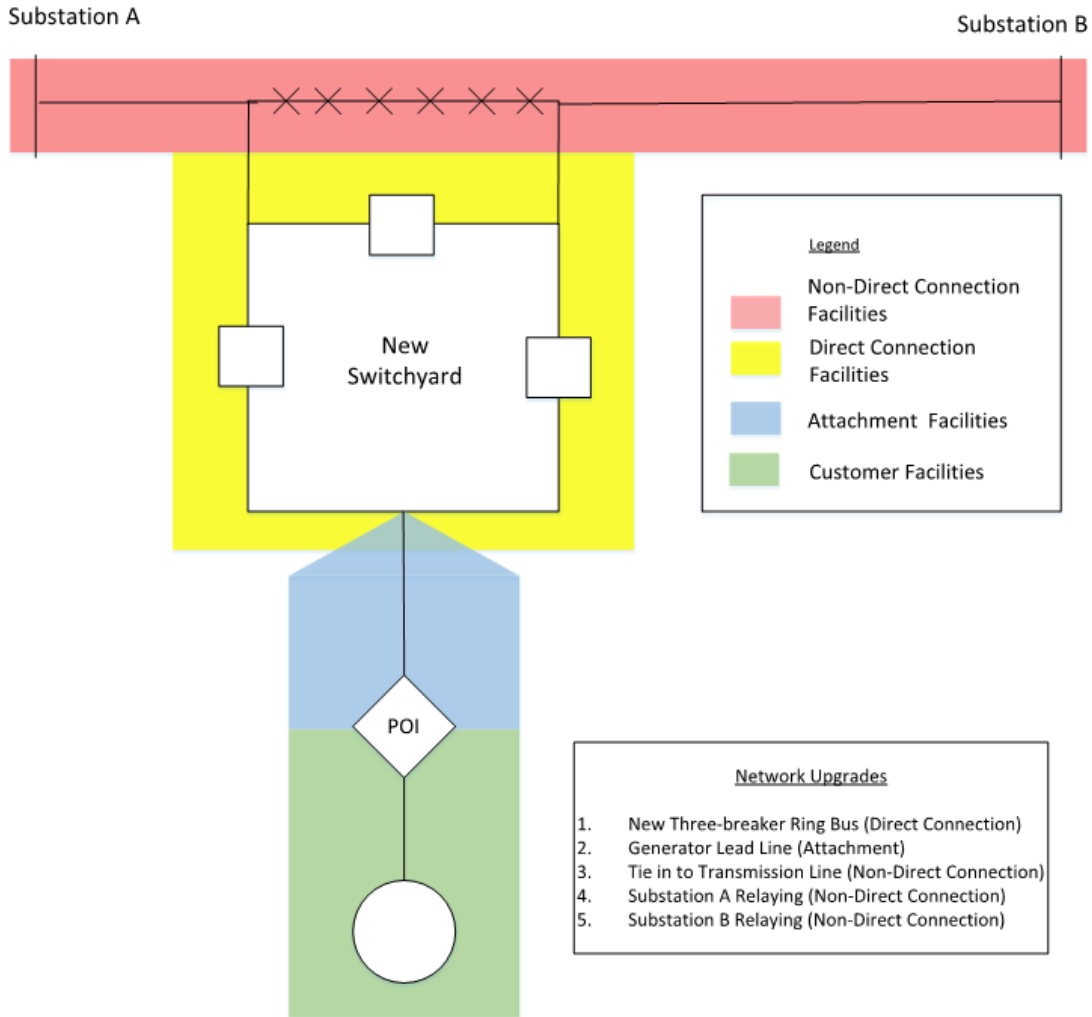 Substation A
Substation B
New
Switchyard
Legend
Non-Direct Connection
Facilities
Direct Connection
Facilities
Attachment Facilities
Customer Facilities
POI
Network Upgrades
1. New Three-breaker Ring Bus (Direct Connection)
2. Generator Lead Line (Attachment)
3. Tie in to Transmission Line (Non-Direct Connection)
4. Substation A Relaying (Non-Direct Connection)
5. Substation B Relaying (Non-Direct Connection)